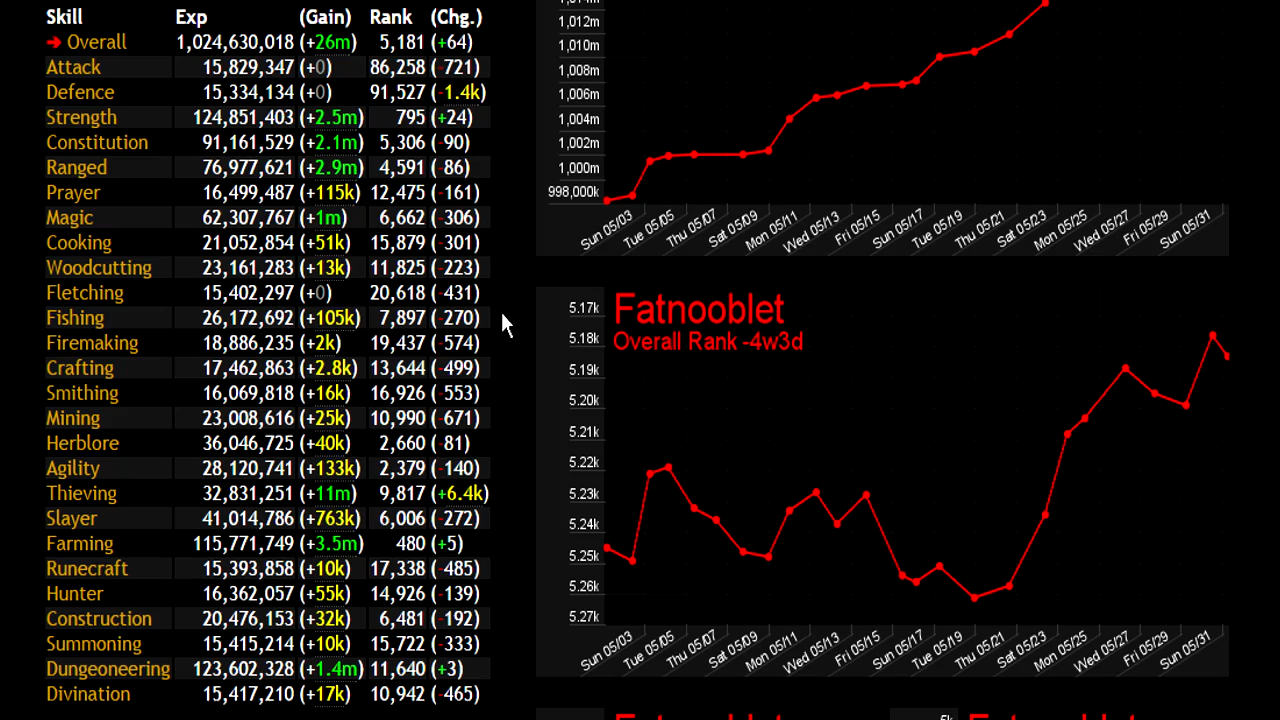 Skill Exp (Gain) Rank (Chg.)
Overall 1,024,630,018 (+26m) 5,181 (+64)
Attack 15,829,347 (+0) 86,258 (-721)
Defence 15,334,134 (+0) 91,527 (-1.4k)
Strength 124,851,403 (+2.5m) 795 (+24)
Constitution 91,161,529 (+2.1m) 5,306 (-90)
Ranged 76,977,621 (+2.9m) 4,591 (-86)
Prayer 16,499,487 (+115k) 12,475 (-161)
Magic 62,307,767 (+1m) 6,662 (-306)
Cooking 21,052,854 (+51k) 15,879 (-301)
Woodcutting 23,161,283 (+13k) 11,825 (-223)
Fletching 15,402,297 (+0) 20,618 (-431)
Fishing 26,172,692 (+105k) 7,897 (-270)
Firemaking 18,886,235 (+2k) 19,437 (-574)
Crafting 17,462,863 (+2.8k) 13,644 (-499)
Smithing 16,069,818 (+16k) 16,926 (-553)
Mining 23,008,616 (+25k) 10,990 (-671)
Herblore 36,046,725 (+40k) 2,660 (-81)
Agility 28,120,741 (+133k) 2,379 (-140)
Thieving 32,831,251 (+11m) 9,817 (+6.4k)
Slayer 41,014,786 (+763k) 6,006 (-272)
Farming 115,771,749 (+3.5m) 480 (+5)
Runecraft 15,393,858 (+10k) 17,338 (-485)
Hunter 16,362,057 (+55k) 14,926 (-139)
Construction 20,476,153 (+32k) 6,481 (-192)
Summoning 15,415,214 (+10k) 15,722 (-333)
Dungeoneering 123,602,328 (+1.4m) 11,640 (+3)
Divination 15,417,210 (+17k) 10,942 (-465)
1,012m
1,010m
1,008m
1,006m
1,004m
1,002m
1,000m
998,000k
Sun 05/03 Tue 05/05 Thu 05/07 Sat 05/09 Mon 05/11 Wed 05/13 Fri 05/15 Sun 05/17 Tue 05/19 Thu 05/21 Sat 05/23 Mon 05/25 Wed 05/27 Fri 05/29 Sun 05/31
Fatnooblet
Overall Rank -4w3d
5.17k
5.18k
5.19k
5.20k
5.21k
5.22k
5.23k
5.24k
5.25k
5.26k
5.27k
Sun 05/03 Tue 05/05 Thu 05/07 Sat 05/09 Mon 05/11 Wed 05/13 Fri 05/15 Sun 05/17 Tue 05/19 Thu 05/21 Sat 05/23 Mon 05/25 Wed 05/27 Fri 05/29 Sun 05/31